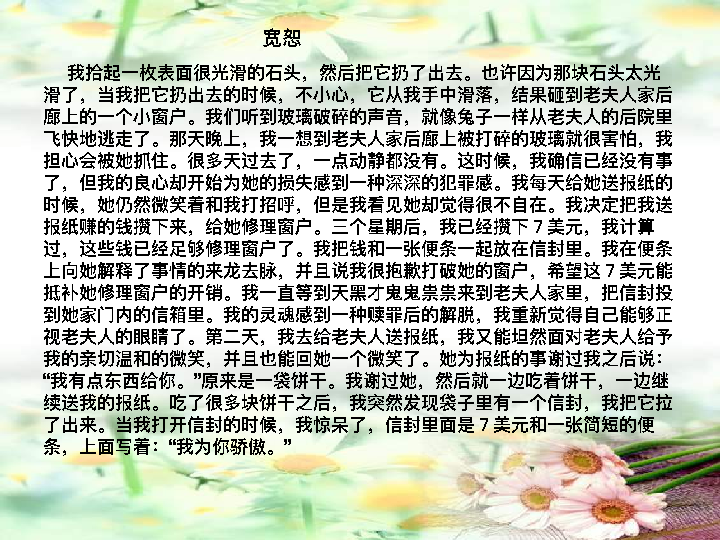 宽恕
我拾起一枚表面很光滑的石头，然后把它扔了出去。也许因为那块石头太光
滑了，当我把它扔出去的时候，不小心，它从我手中滑落，结果砸到老夫人家后
廊上的一个小窗户。我们听到玻璃破碎的声音，就像兔子一样从老夫人的后院里
飞快地逃走了。那天晚上，我一想到老夫人家后廊上被打碎的玻璃就很害怕，我
担心会被她抓住。很多天过去了，一点动静都没有。这时候，我确信已经没有事
了，但我的良心却开始为她的损失感到一种深深的犯罪感。我每天给她送报纸的
时候，她仍然微笑着和我打招呼，但是我看见她却觉得很不自在。我决定把我送
报纸赚的钱攒下来，给她修理窗户。三个星期后，我已经攒下7美元，我计算
过，这些钱已经足够修理窗户了。我把钱和一张便条一起放在信封里。我在便条
上向她解释了事情的来龙去脉，并且说我很抱歉打破她的窗户，希望这7美元能
抵补她修理窗户的开销。我一直等到天黑才鬼鬼祟祟来到老夫人家里，把信封投
到她家门内的信箱里。我的灵魂感到一种赎罪后的解脱，我重新觉得自己能够正
视老夫人的眼睛了。第二天，我去给老夫人送报纸，我又能坦然面对老夫人给予
我的亲切温和的微笑，并且也能回她一个微笑了。她为报纸的事谢过我之后说：
“我有点东西给你。”原来是一袋饼干。我谢过她，然后就一边吃着饼干，一边继
续送我的报纸。吃了很多块饼干之后，我突然发现袋子里有一个信封，我把它拉
了出来。当我打开信封的时候，我惊呆了，信封里面是7美元和一张简短的便
条，上面写着：“我为你骄傲。”